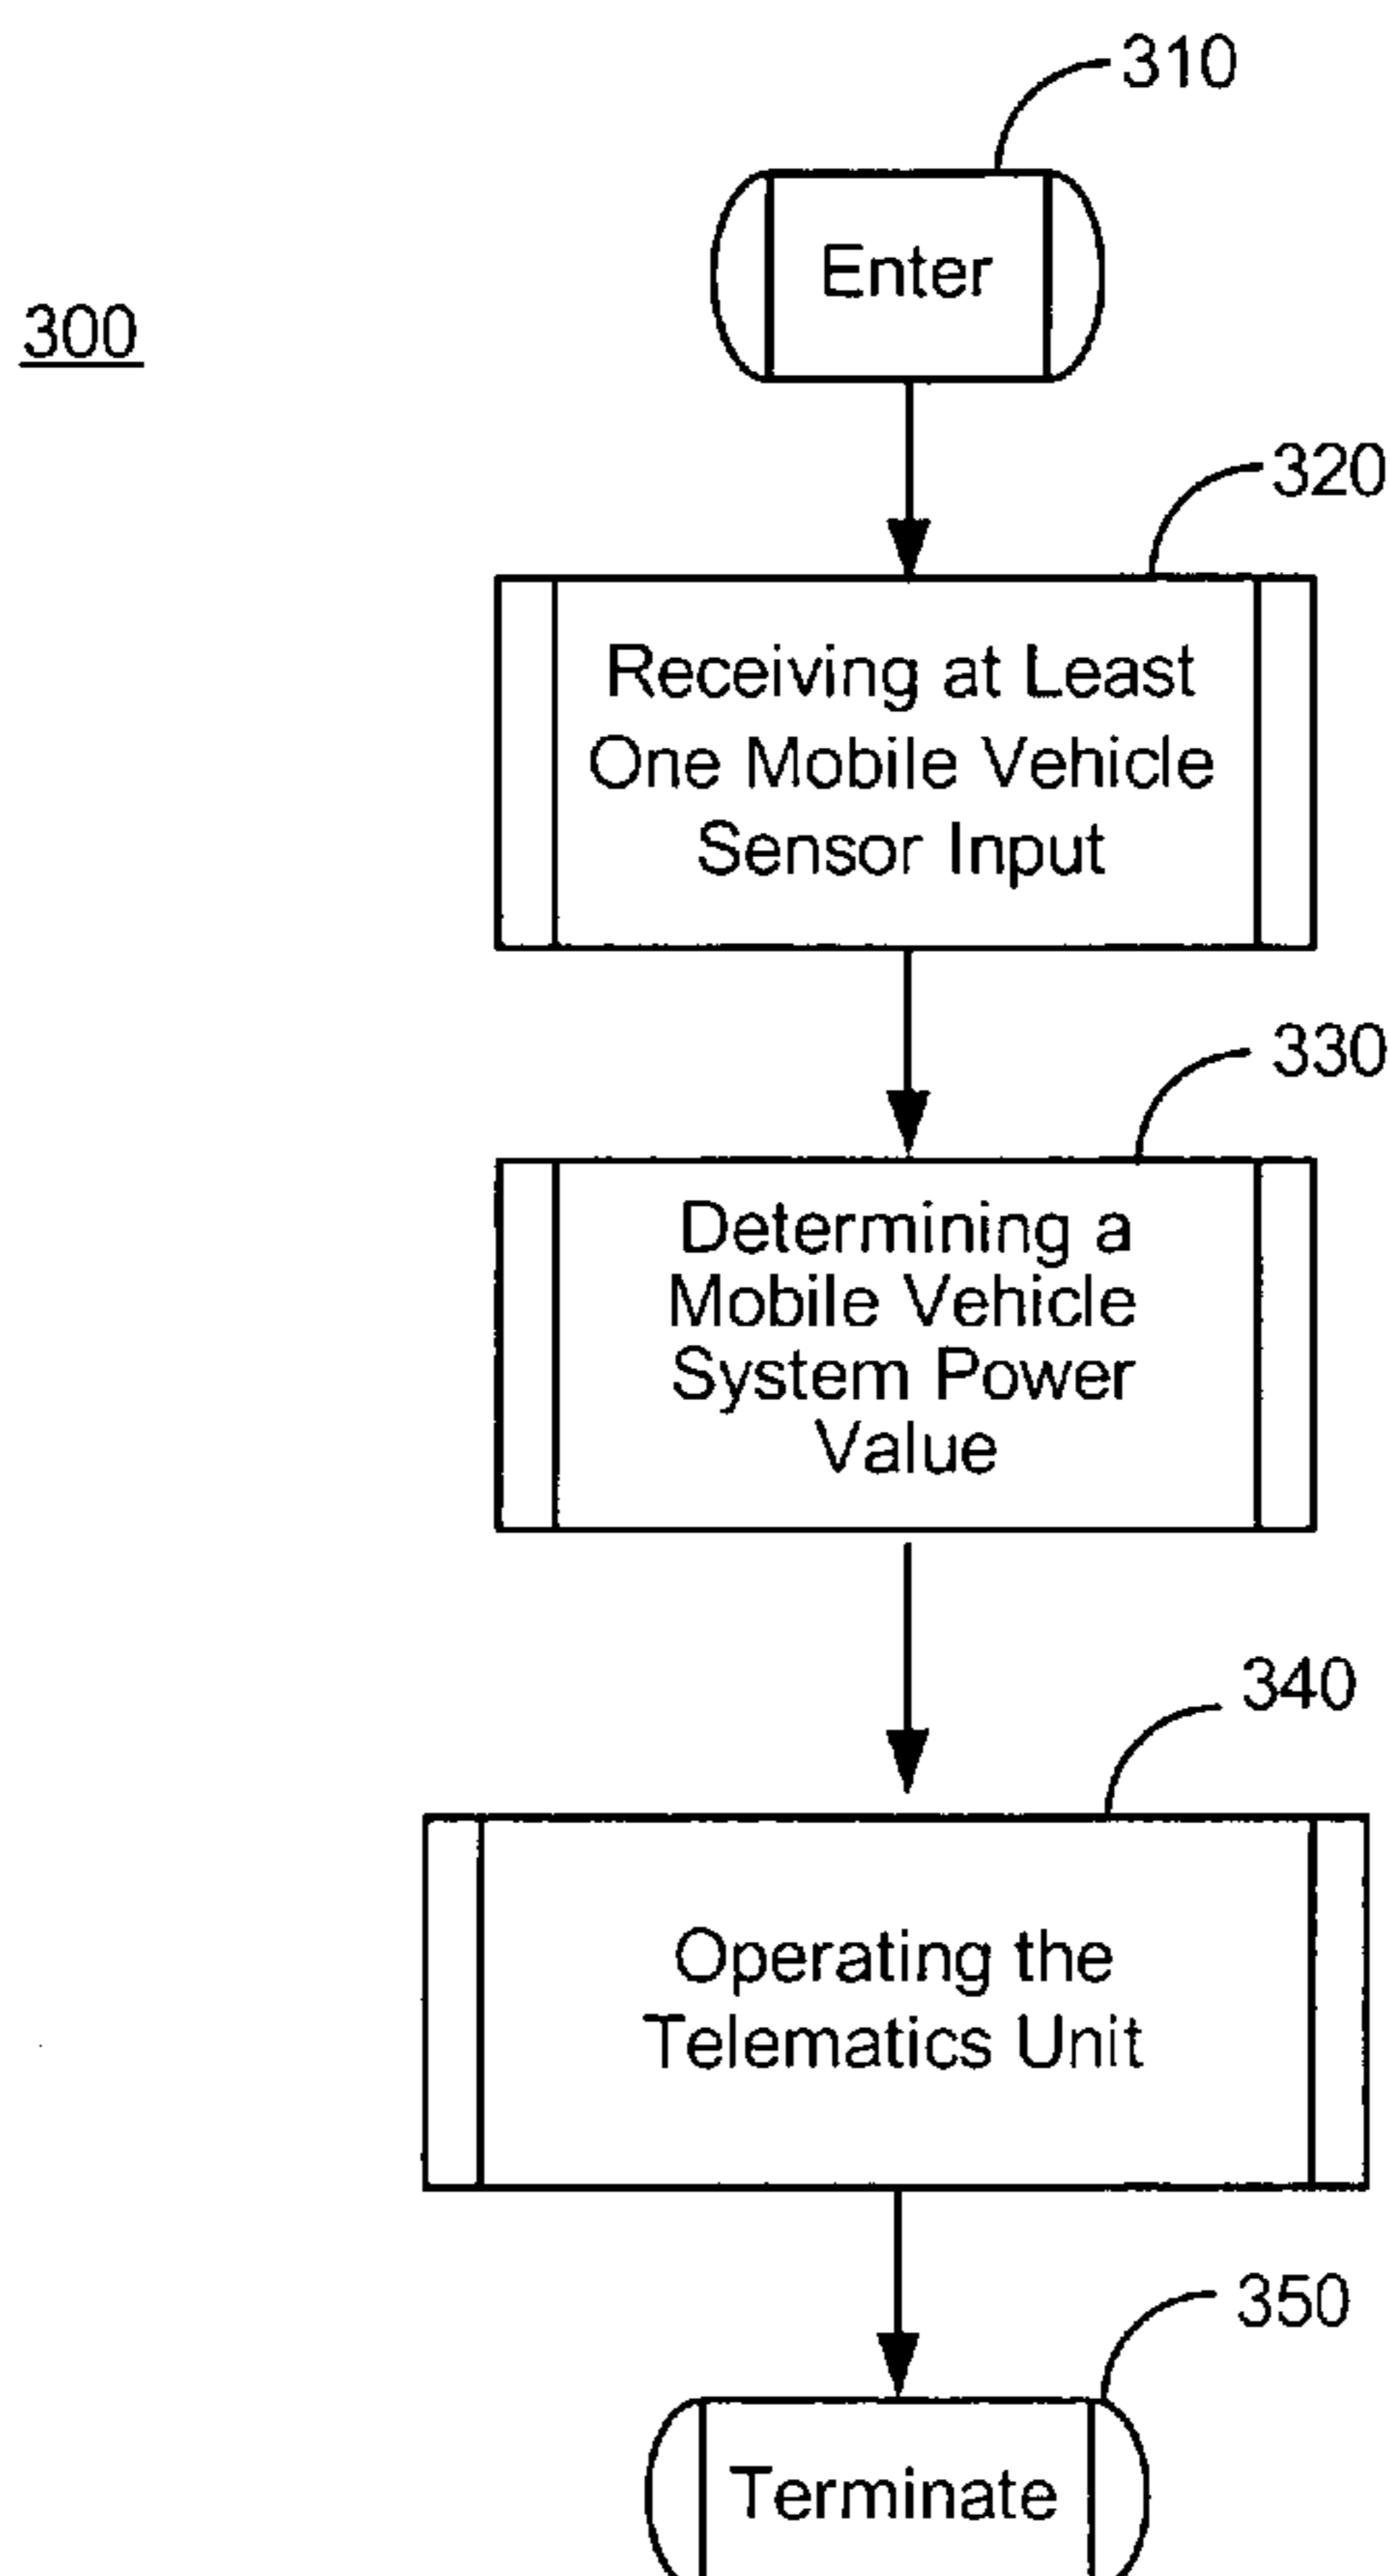 310
Enter
300
320
Receiving at Least
One Mobile Vehicle
Sensor Input
330
Determining a
Mobile Vehicle
System Power
Value
340
Operating the
Telematics Unit
350
Terminate